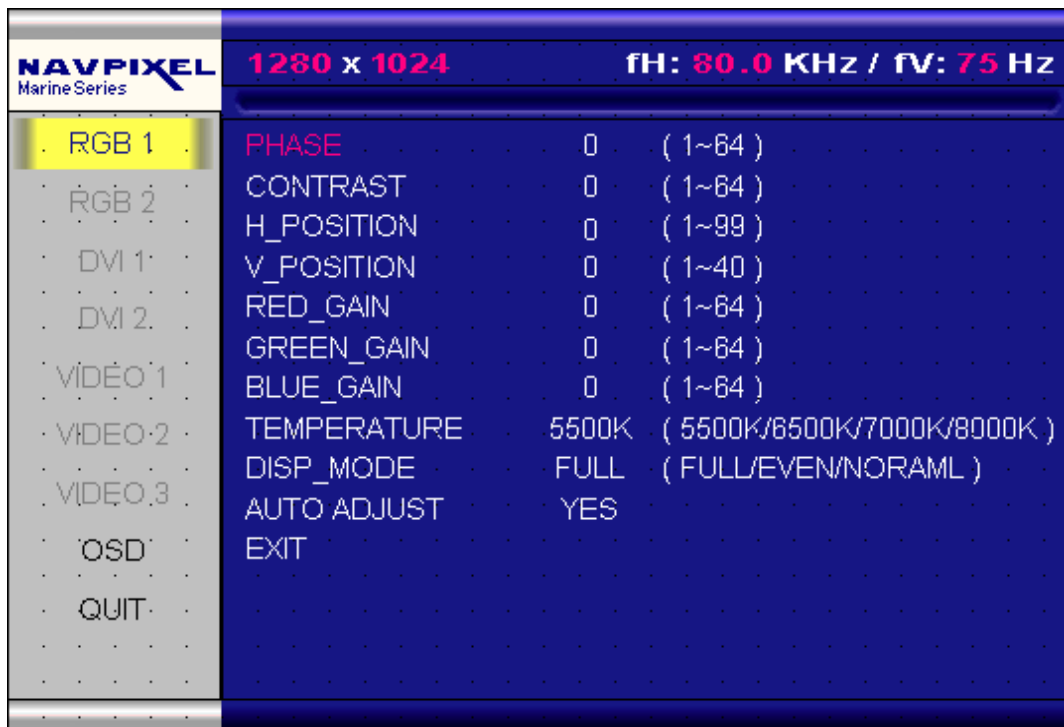 NAVPIXEL
Marine Series
1280 x 1024 fH: 80.0 KHz / fV: 75 Hz
RGB 1
RGB 2
DVI 1
DVI 2
VIDEO 1
VIDEO 2
VIDEO 3
OSD
QUIT
PHASE 0 ( 1~64 )
CONTRAST 0 ( 1~64 )
H_POSITION 0 ( 1~99 )
V_POSITION 0 ( 1~40 )
RED_GAIN 0 ( 1~64 )
GREEN_GAIN 0 ( 1~64 )
BLUE_GAIN 0 ( 1~64 )
TEMPERATURE 5500K ( 5500K/6500K/7000K/8000K )
DISP_MODE FULL ( FULL/EVEN/NORAML )
AUTO ADJUST YES
EXIT